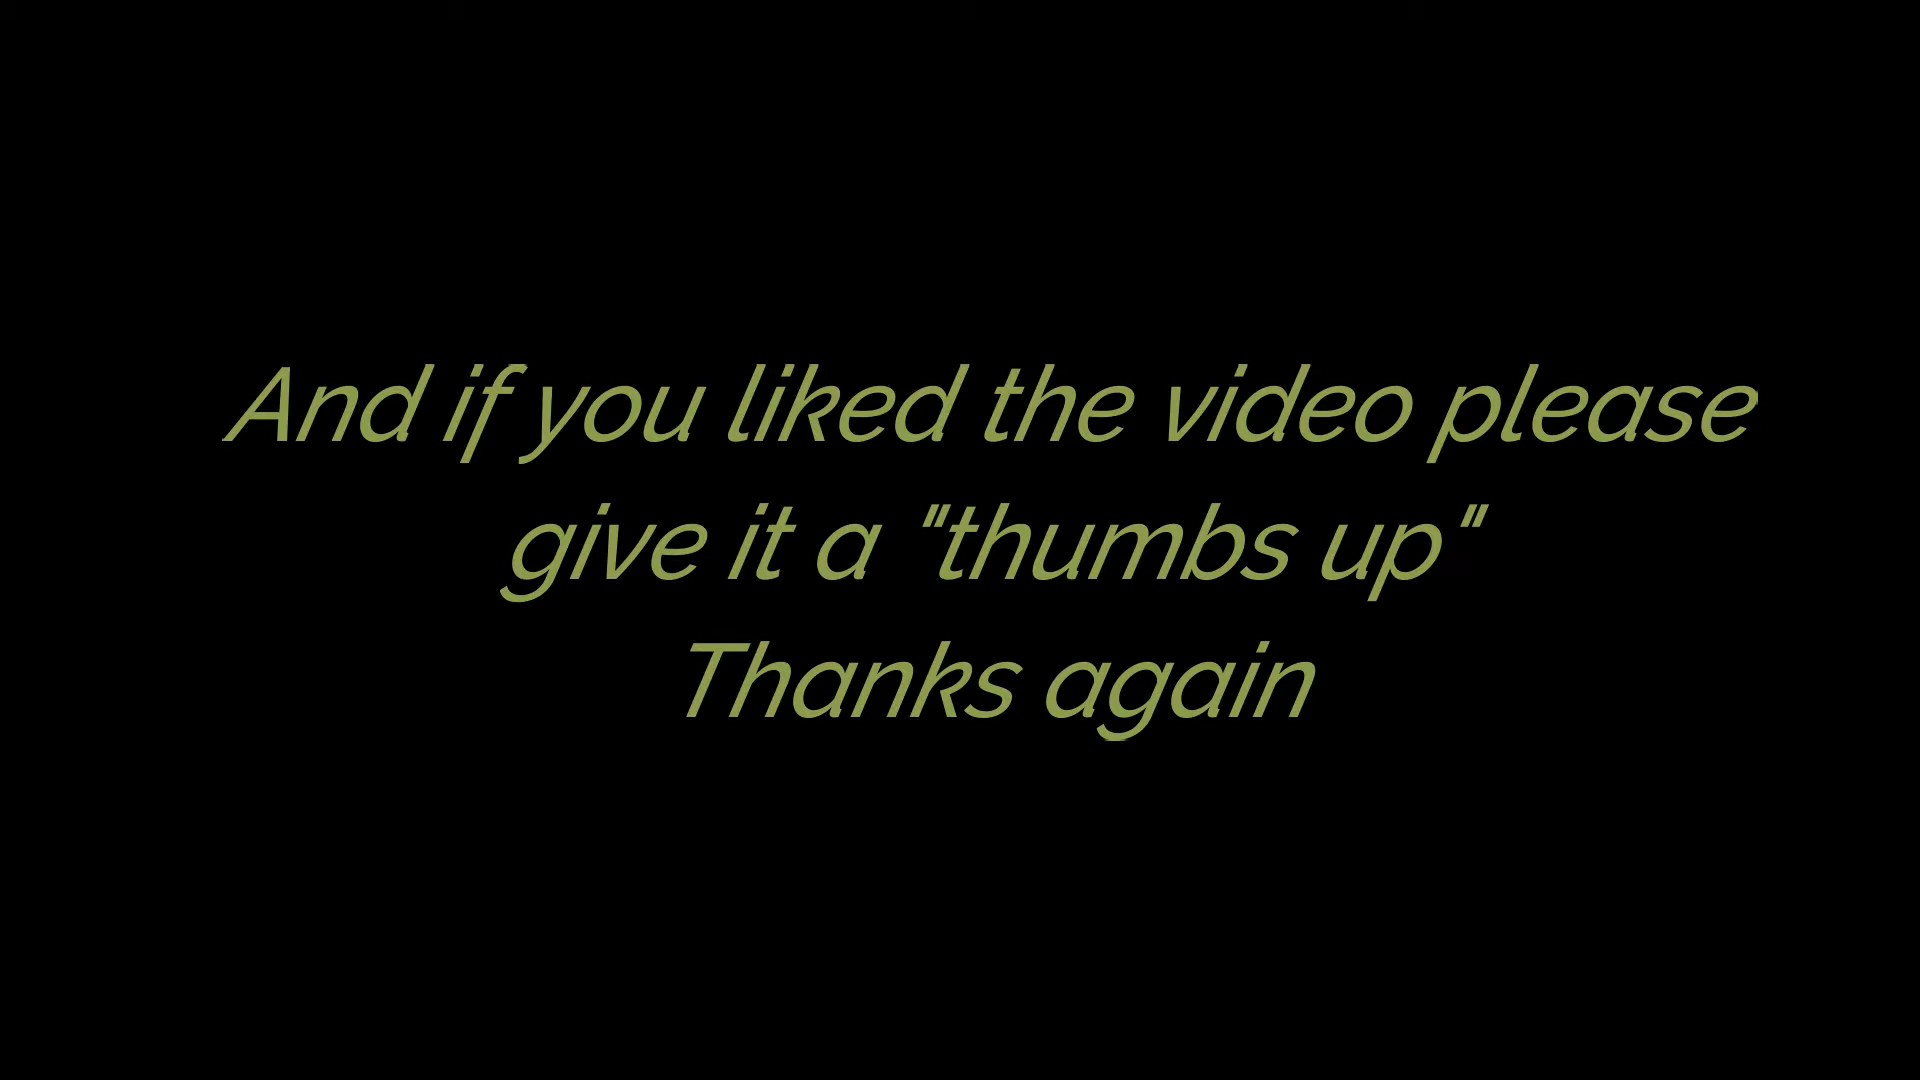 And if you liked the video please
give it a "thumbs up"
Thanks again